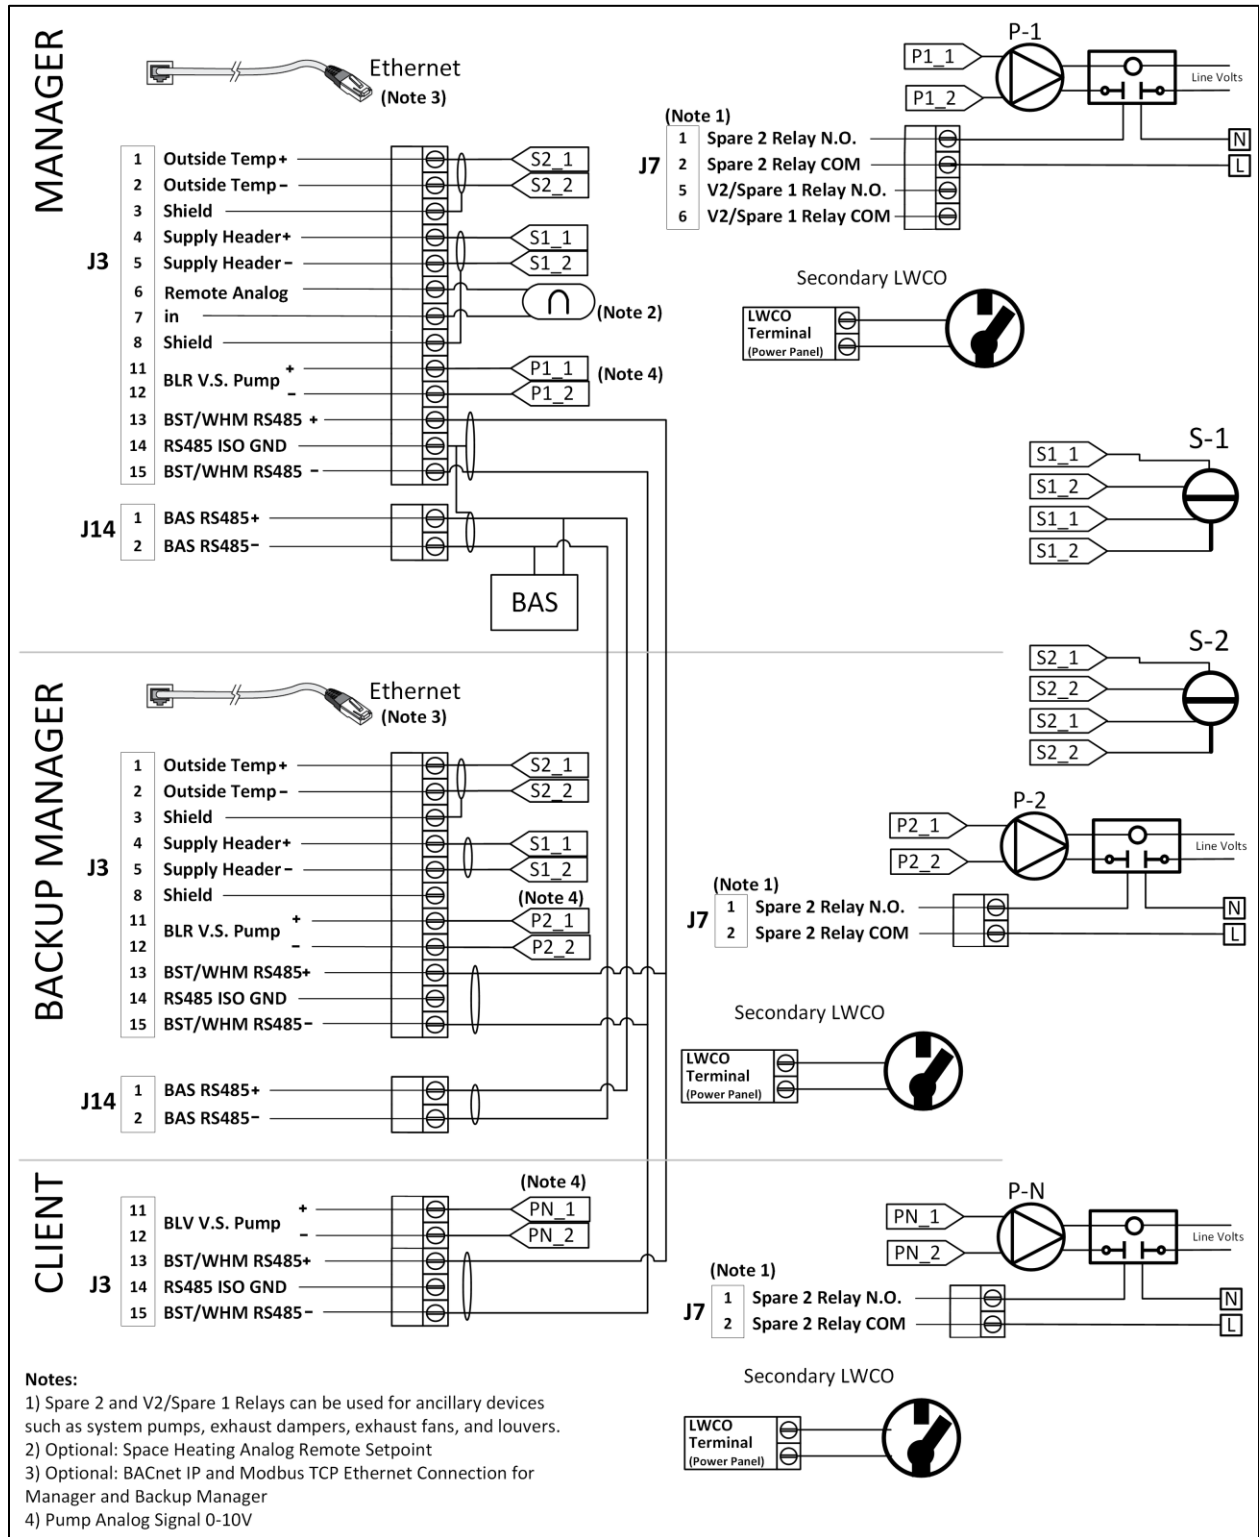 MANAGER
Ethernet
(Note 3)
J3
1 Outside Temp+
2 Outside Temp−
3 Shield
4 Supply Header+
5 Supply Header−
6 Remote Analog
7 in
8 Shield
11 +
BLR V.S. Pump
12 −
13 BST/WHM RS485 +
14 RS485 ISO GND
15 BST/WHM RS485 −
S2_1
S2_2
S1_1
S1_2
(Note 2)
P1_1
(Note 4)
P1_2
J14
1 BAS RS485+
2 BAS RS485−
BAS
P-1
P1_1
P1_2
Line Volts
(Note 1)
J7
1 Spare 2 Relay N.O.
2 Spare 2 Relay COM
5 V2/Spare 1 Relay N.O.
6 V2/Spare 1 Relay COM
N
L
Secondary LWCO
LWCO
Terminal
(Power Panel)
S-1
S1_1
S1_2
S1_1
S1_2
S-2
S2_1
S2_2
S2_1
S2_2
BACKUP MANAGER
Ethernet
(Note 3)
J3
1 Outside Temp+
2 Outside Temp−
3 Shield
4 Supply Header+
5 Supply Header−
8 Shield
11 +
BLR V.S. Pump
12 −
13 BST/WHM RS485+
14 RS485 ISO GND
15 BST/WHM RS485−
S2_1
S2_2
S1_1
S1_2
(Note 4)
P2_1
P2_2
J14
1 BAS RS485+
2 BAS RS485−
P-2
P2_1
P2_2
Line Volts
(Note 1)
J7
1 Spare 2 Relay N.O.
2 Spare 2 Relay COM
N
L
Secondary LWCO
LWCO
Terminal
(Power Panel)
CLIENT
J3
11 +
BLV V.S. Pump
12 −
13 BST/WHM RS485+
14 RS485 ISO GND
15 BST/WHM RS485−
(Note 4)
PN_1
PN_2
P-N
PN_1
PN_2
Line Volts
(Note 1)
J7
1 Spare 2 Relay N.O.
2 Spare 2 Relay COM
N
L
Secondary LWCO
LWCO
Terminal
(Power Panel)
Notes:
1) Spare 2 and V2/Spare 1 Relays can be used for ancillary devices
such as system pumps, exhaust dampers, exhaust fans, and louvers.
2) Optional: Space Heating Analog Remote Setpoint
3) Optional: BACnet IP and Modbus TCP Ethernet Connection for
Manager and Backup Manager
4) Pump Analog Signal 0-10V